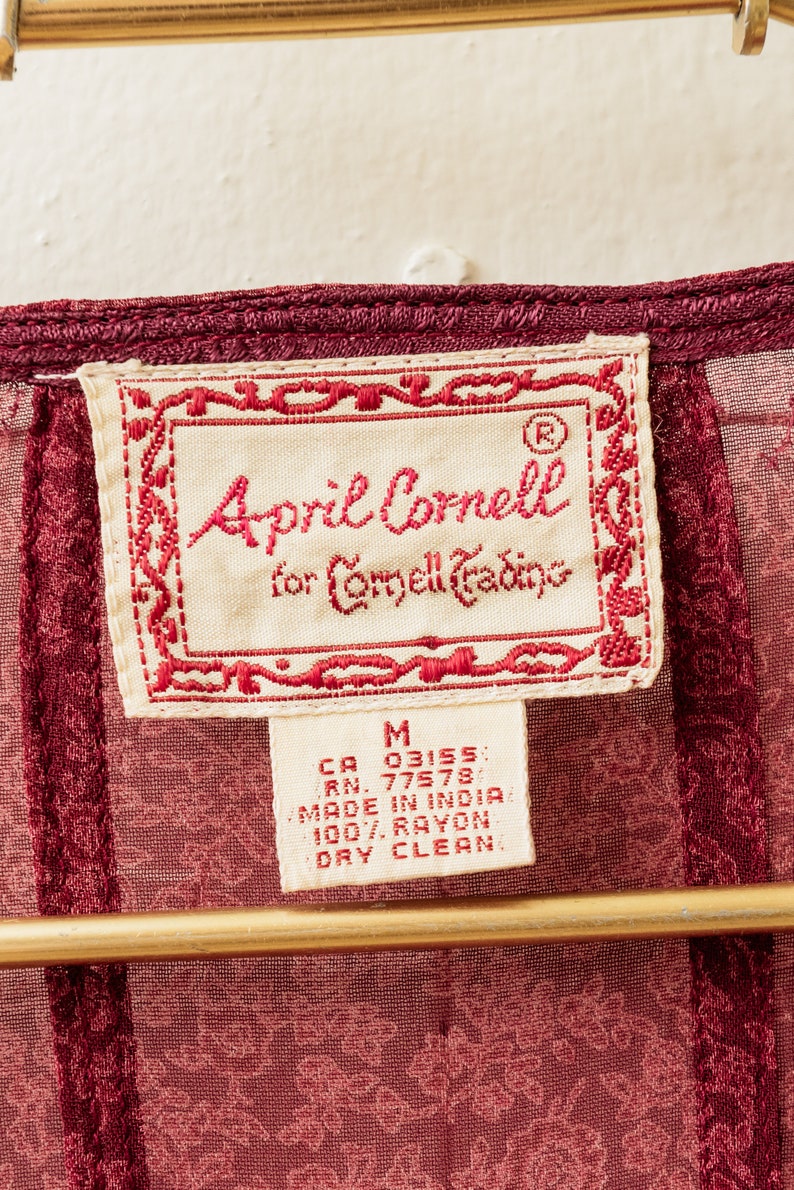 ®
April Cornell
for Cornell Trading
M
CA 03155
RN. 77578
MADE IN INDIA
100% RAYON
DRY CLEAN